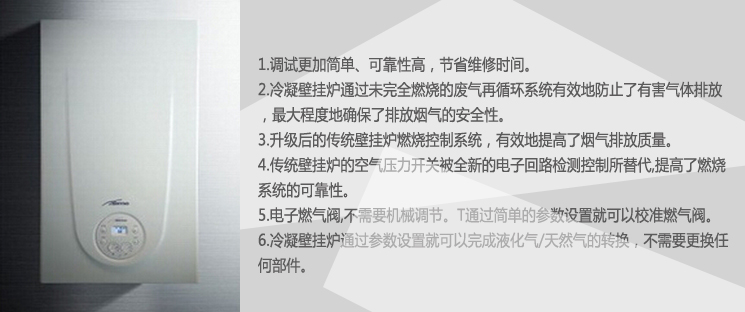 1.调试更加简单、可靠性高，节省维修时间。
2.冷凝壁挂炉通过未完全燃烧的废气再循环系统有效地防止了有害气体排放
，最大程度地确保了排放烟气的安全性。
3.升级后的传统壁挂炉燃烧控制系统，有效地提高了烟气排放质量。
4.传统壁挂炉的空气压力开关被全新的电子回路检测控制所替代,提高了燃烧
系统的可靠性。
5.电子燃气阀,不需要机械调节。T通过简单的参数设置就可以校准燃气阀。
6.冷凝壁挂炉通过参数设置就可以完成液化气/天然气的转换，不需要更换任
何部件。